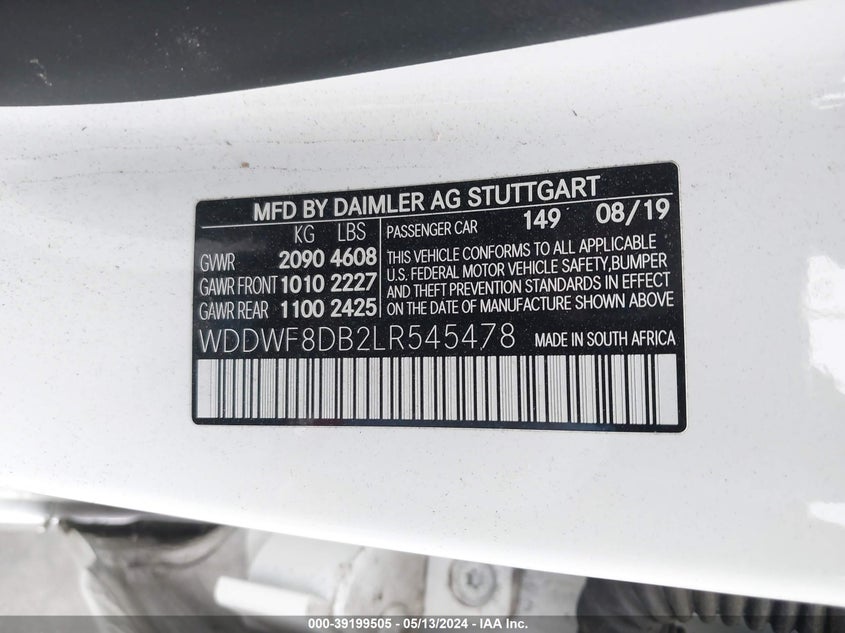 MFD BY DAIMLER AG STUTTGART
KG LBS
GVWR 2090 4608
GAWR FRONT 1010 2227
GAWR REAR 1100 2425
PASSENGER CAR 149 08/19
THIS VEHICLE CONFORMS TO ALL APPLICABLE
U.S. FEDERAL MOTOR VEHICLE SAFETY,BUMPER
AND THEFT PREVENTION STANDARDS IN EFFECT
ON THE DATE OF MANUFACTURE SHOWN ABOVE
WDDWF8DB2LR545478 MADE IN SOUTH AFRICA
000-39199505 - 05/13/2024 - IAA Inc.